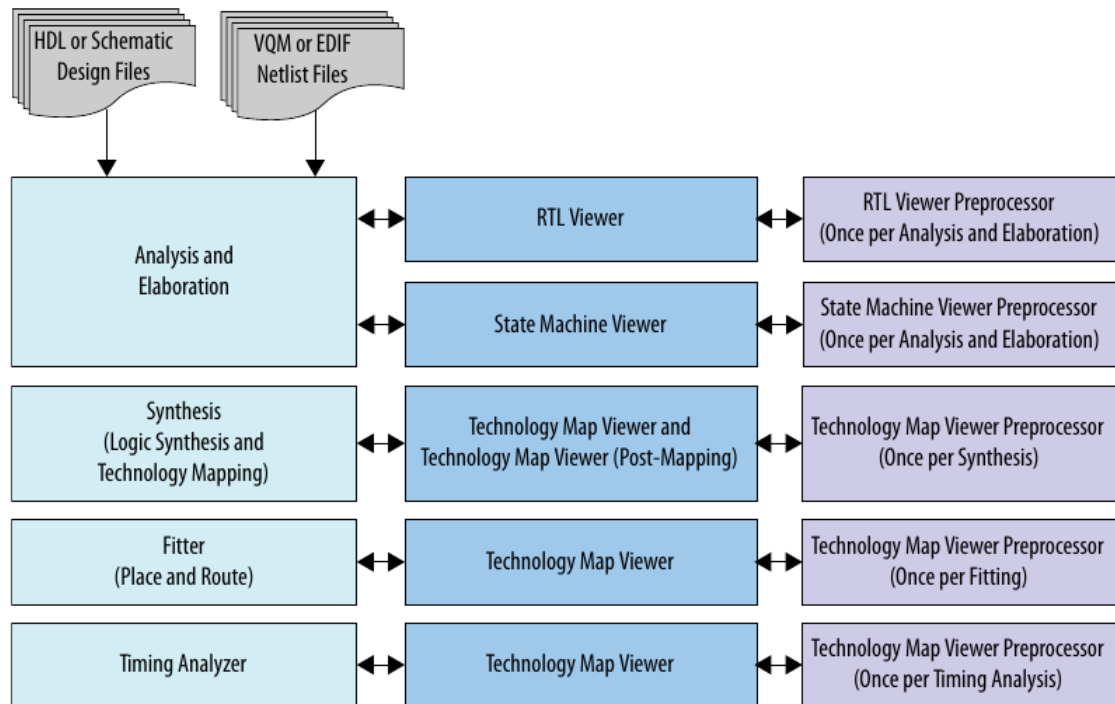 HDL or Schematic
Design Files
VQM or EDIF
Netlist Files
Analysis and
Elaboration
RTL Viewer
RTL Viewer Preprocessor
(Once per Analysis and Elaboration)
State Machine Viewer
State Machine Viewer Preprocessor
(Once per Analysis and Elaboration)
Synthesis
(Logic Synthesis and
Technology Mapping)
Technology Map Viewer and
Technology Map Viewer (Post-Mapping)
Technology Map Viewer Preprocessor
(Once per Synthesis)
Fitter
(Place and Route)
Technology Map Viewer
Technology Map Viewer Preprocessor
(Once per Fitting)
Timing Analyzer
Technology Map Viewer
Technology Map Viewer Preprocessor
(Once per Timing Analysis)